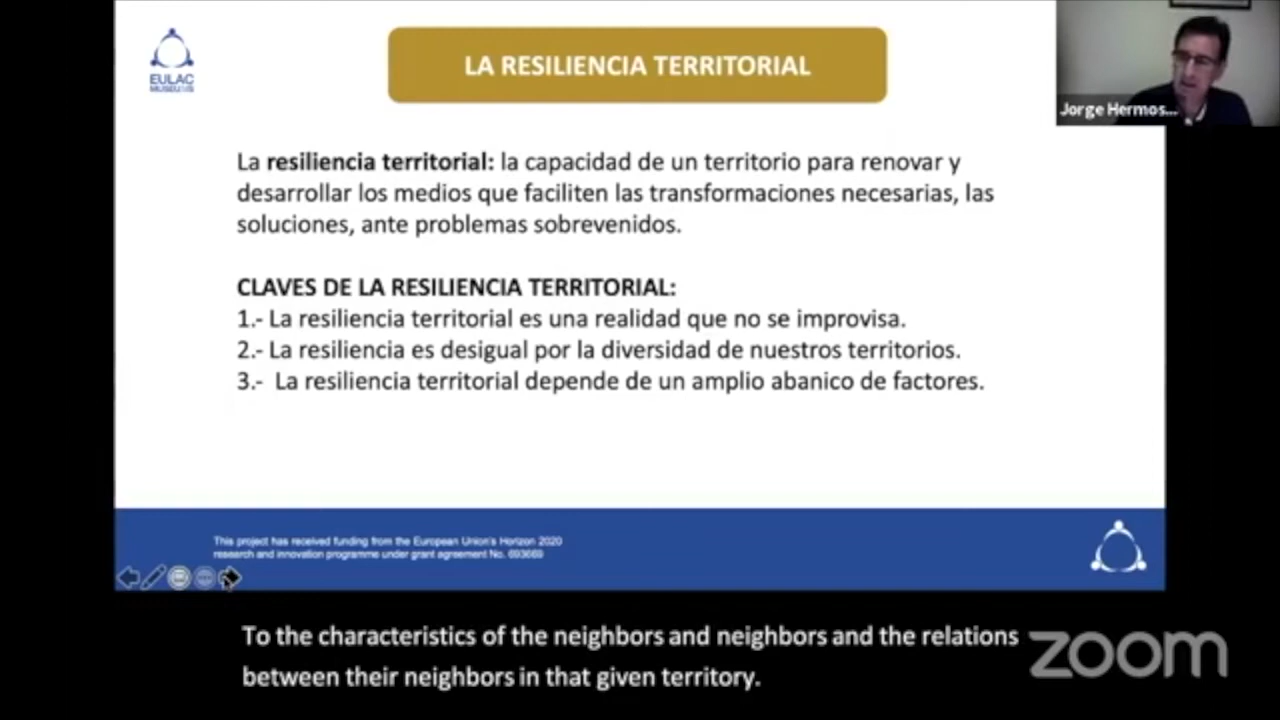 EULAC
MUSEUMS
LA RESILIENCIA TERRITORIAL
Jorge Hermos...
La resiliencia territorial: la capacidad de un territorio para renovar y
desarrollar los medios que faciliten las transformaciones necesarias, las
soluciones, ante problemas sobrevenidos.
CLAVES DE LA RESILIENCIA TERRITORIAL:
1.- La resiliencia territorial es una realidad que no se improvisa.
2.- La resiliencia es desigual por la diversidad de nuestros territorios.
3.- La resiliencia territorial depende de un amplio abanico de factores.
This project has received funding from the European Union's Horizon 2020
research and innovation programme under grant agreement No. 693669
To the characteristics of the neighbors and neighbors and the relations
between their neighbors in that given territory.
zoom